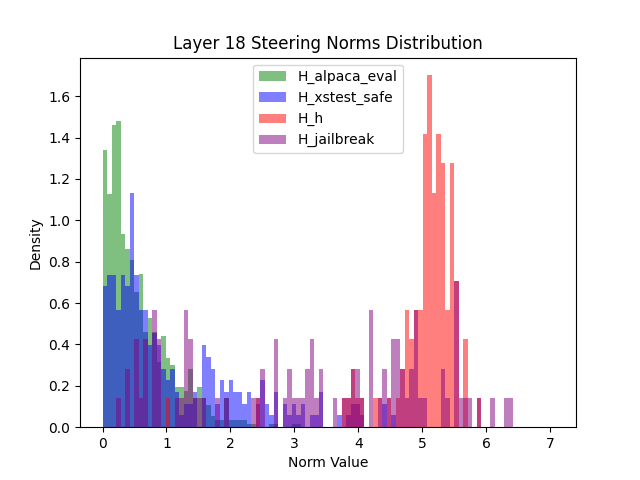 Layer 18 Steering Norms Distribution
H_alpaca_eval
H_xstest_safe
H_h
H_jailbreak
Density
1.6
1.4
1.2
1.0
0.8
0.6
0.4
0.2
0.0
0 1 2 3 4 5 6 7
Norm Value